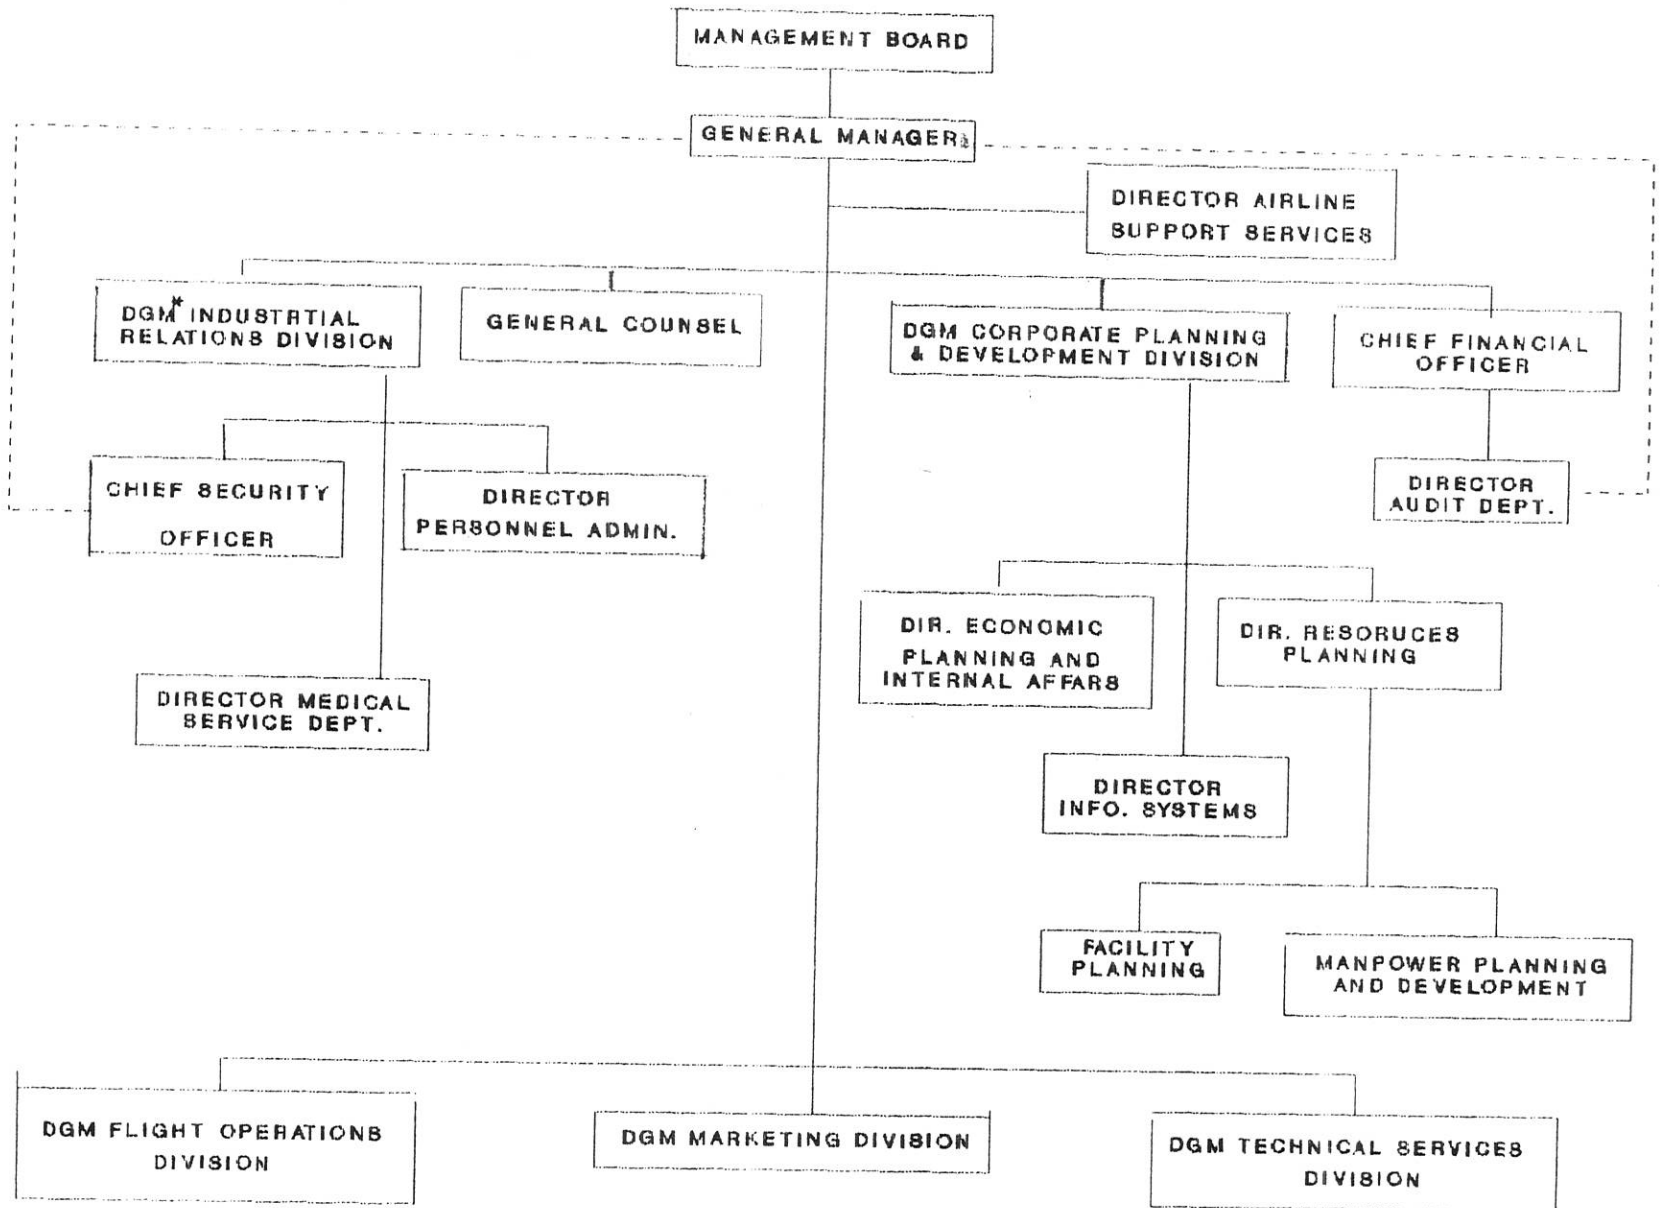 MANAGEMENT BOARD
GENERAL MANAGER
DIRECTOR AIRLINE
SUPPORT SERVICES
DGM* INDUSTRTIAL
RELATIONS DIVISION
GENERAL COUNSEL
DGM CORPORATE PLANNING
& DEVELOPMENT DIVISION
CHIEF FINANCIAL
OFFICER
CHIEF SECURITY
OFFICER
DIRECTOR
PERSONNEL ADMIN.
DIRECTOR
AUDIT DEPT.
DIR. ECONOMIC
PLANNING AND
INTERNAL AFFARS
DIR. RESORUCES
PLANNING
DIRECTOR MEDICAL
SERVICE DEPT.
DIRECTOR
INFO. SYSTEMS
FACILITY
PLANNING
MANPOWER PLANNING
AND DEVELOPMENT
DGM FLIGHT OPERATIONS
DIVISION
DGM MARKETING DIVISION
DGM TECHNICAL SERVICES
DIVISION